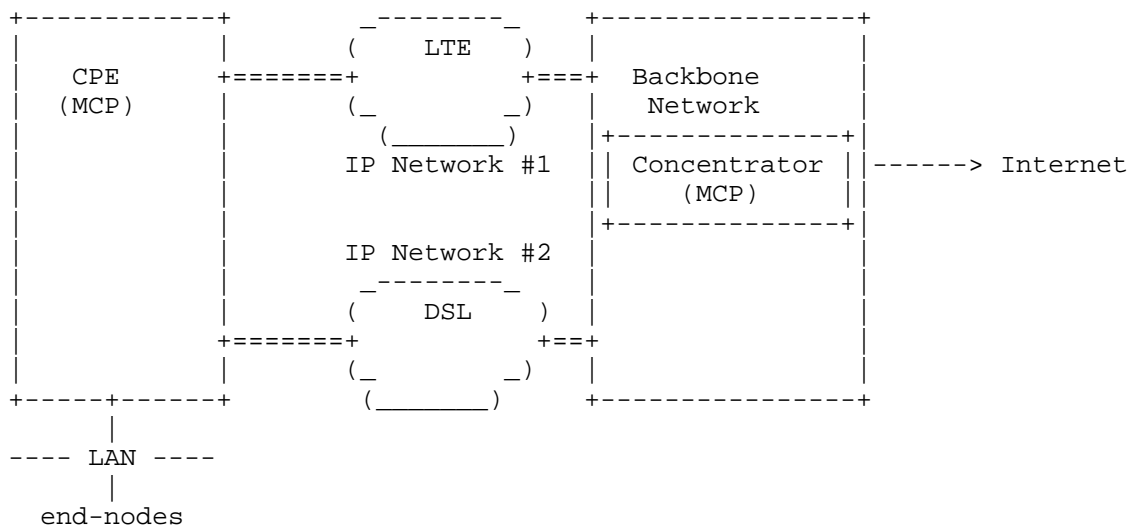 LTE
CPE Backbone
(MCP) Network
IP Network #1 Concentrator ------> Internet
(MCP)
IP Network #2
DSL
---- LAN ----
end-nodes